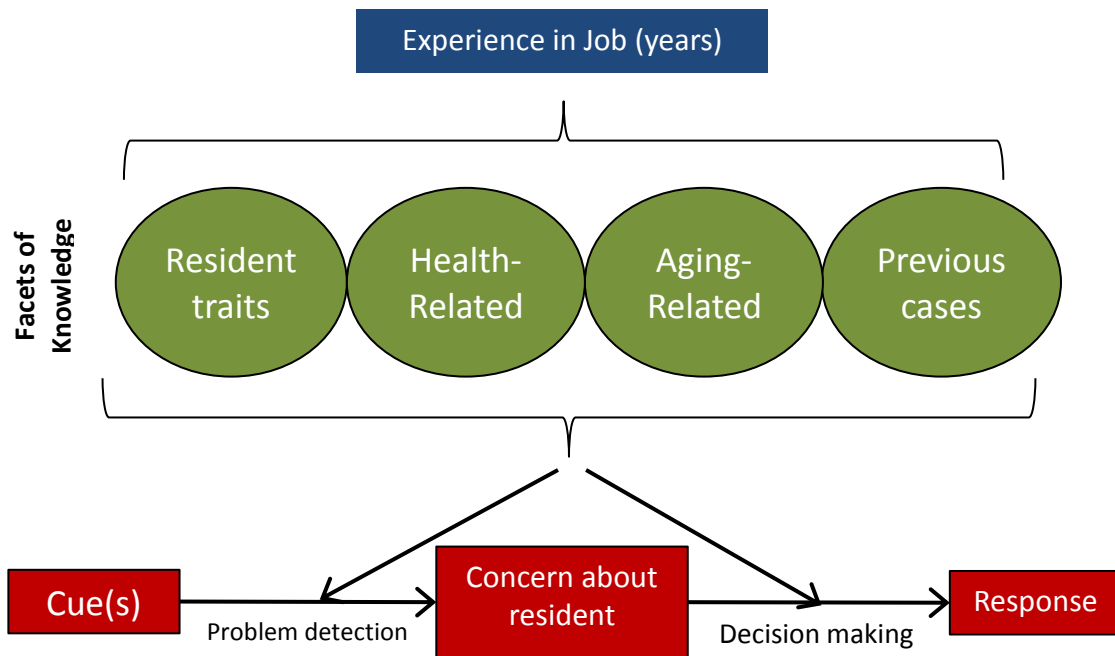 Experience in Job (years)
Facets of
Knowledge
Resident
traits
Health-
Related
Aging-
Related
Previous
cases
Cue(s)
Problem detection
Concern about
resident
Decision making
Response